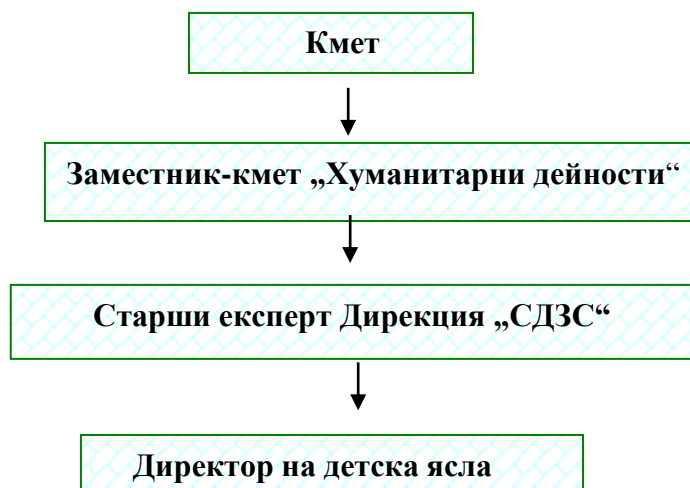 Кмет
Заместник-кмет „Хуманитарни дейности“
Старши експерт Дирекция „СДЗС“
Директор на детска ясла